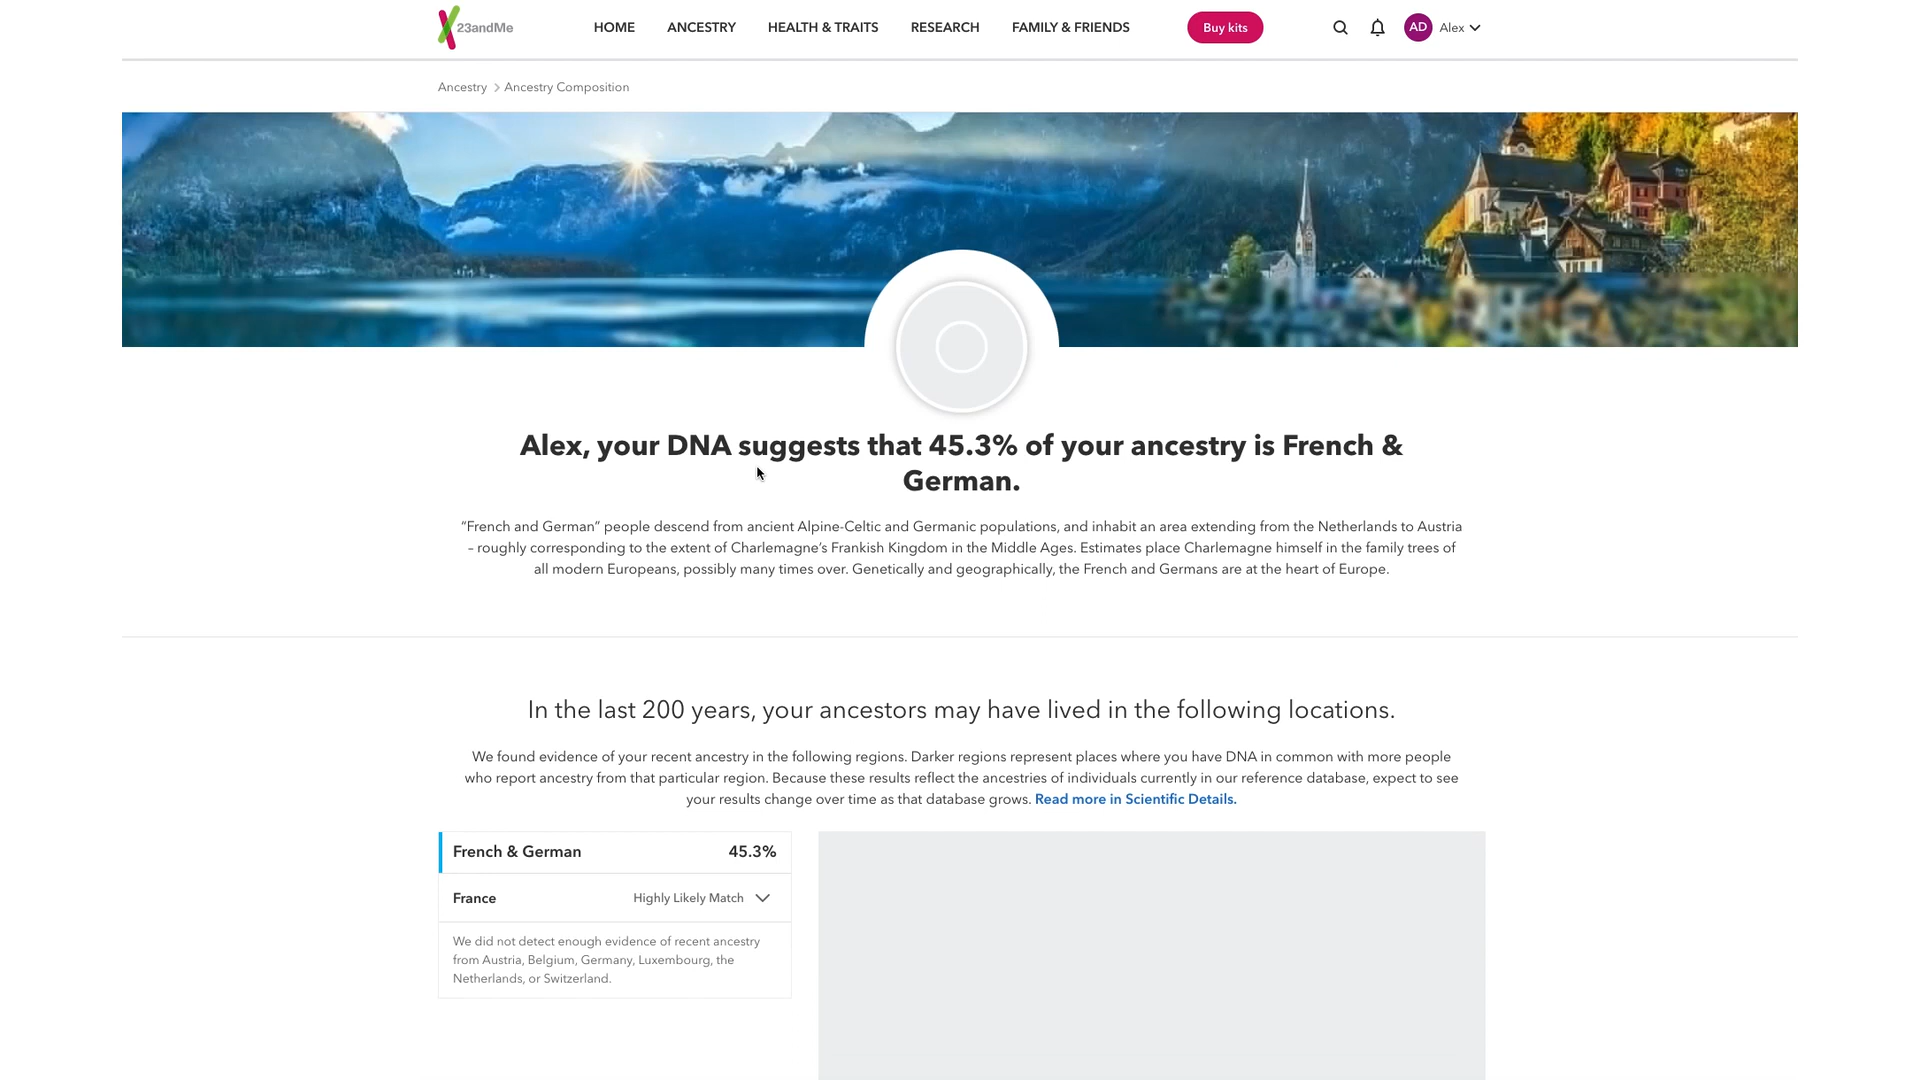 23andMe
HOME
ANCESTRY
HEALTH & TRAITS
RESEARCH
FAMILY & FRIENDS
Buy kits
AD
Alex
Ancestry
Ancestry Composition
Alex, your DNA suggests that 45.3% of your ancestry is French &
German.
“French and German” people descend from ancient Alpine-Celtic and Germanic populations, and inhabit an area extending from the Netherlands to Austria
– roughly corresponding to the extent of Charlemagne’s Frankish Kingdom in the Middle Ages. Estimates place Charlemagne himself in the family trees of
all modern Europeans, possibly many times over. Genetically and geographically, the French and Germans are at the heart of Europe.
In the last 200 years, your ancestors may have lived in the following locations.
We found evidence of your recent ancestry in the following regions. Darker regions represent places where you have DNA in common with more people
who report ancestry from that particular region. Because these results reflect the ancestries of individuals currently in our reference database, expect to see
your results change over time as that database grows. Read more in Scientific Details.
French & German 45.3%
France Highly Likely Match
We did not detect enough evidence of recent ancestry
from Austria, Belgium, Germany, Luxembourg, the
Netherlands, or Switzerland.